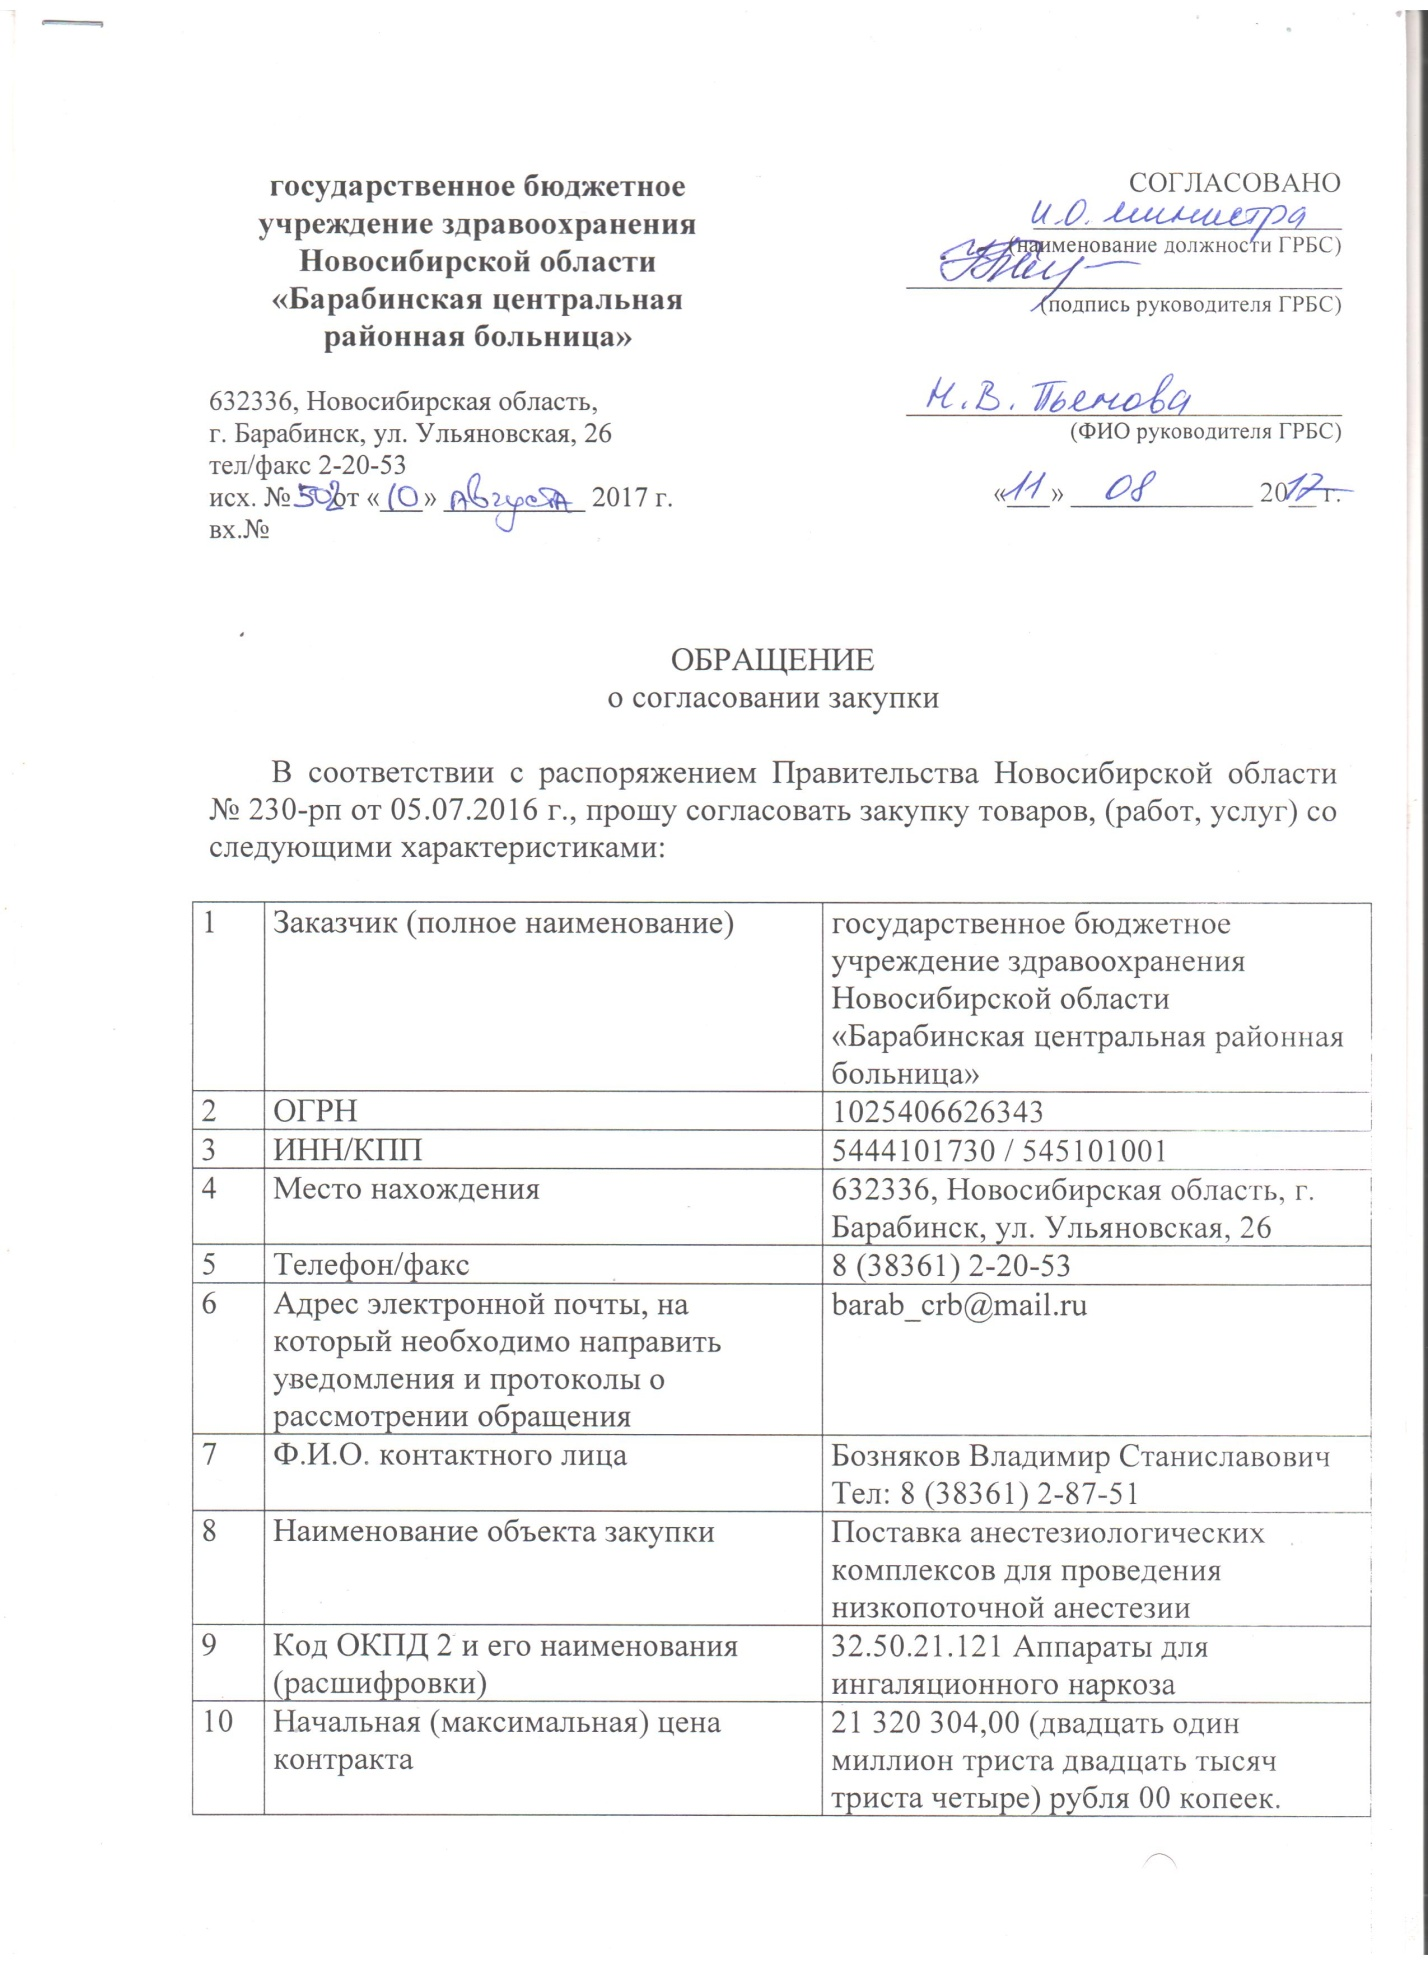 государственное бюджетное
учреждение здравоохранения
Новосибирской области
«Барабинская центральная
районная больница»
632336, Новосибирская область,
г. Барабинск, ул. Ульяновская, 26
тел/факс 2-20-53
исх. № 502 от «10» Августа 2017 г.
вх.№
СОГЛАСОВАНО
И.О. министра
(наименование должности ГРБС)
(подпись руководителя ГРБС)
Н.В. Пьянова
(ФИО руководителя ГРБС)
«11» 08 2017 г.
ОБРАЩЕНИЕ
о согласовании закупки
В соответствии с распоряжением Правительства Новосибирской области
№ 230-рп от 05.07.2016 г., прошу согласовать закупку товаров, (работ, услуг) со
следующими характеристиками:
1 Заказчик (полное наименование) государственное бюджетное
учреждение здравоохранения
Новосибирской области
«Барабинская центральная районная
больница»
2 ОГРН 1025406626343
3 ИНН/КПП 5444101730 / 545101001
4 Место нахождения 632336, Новосибирская область, г.
Барабинск, ул. Ульяновская, 26
5 Телефон/факс 8 (38361) 2-20-53
6 Адрес электронной почты, на barab_crb@mail.ru
который необходимо направить
уведомления и протоколы о
рассмотрении обращения
7 Ф.И.О. контактного лица Возняков Владимир Станиславович
Тел: 8 (38361) 2-87-51
8 Наименование объекта закупки Поставка анестезиологических
комплексов для проведения
низкопоточной анестезии
9 Код ОКПД 2 и его наименования 32.50.21.121 Аппараты для
(расшифровки) ингаляционного наркоза
10 Начальная (максимальная) цена 21 320 304,00 (двадцать один
контракта миллион триста двадцать тысяч
триста четыре) рубля 00 копеек.